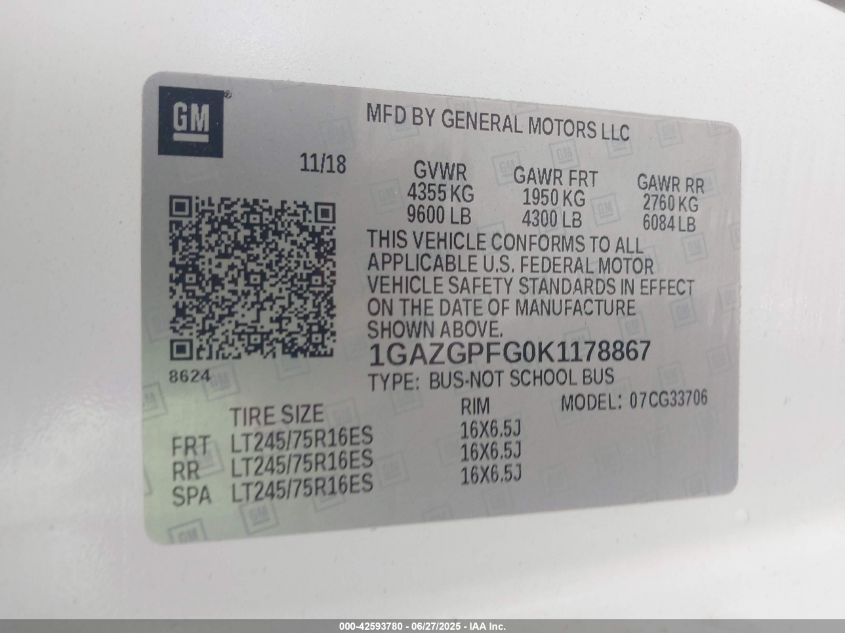 GM®
MFD BY GENERAL MOTORS LLC
11/18
GVWR
4355 KG
9600 LB
GAWR FRT
1950 KG
4300 LB
GAWR RR
2760 KG
6084 LB
THIS VEHICLE CONFORMS TO ALL
APPLICABLE U.S. FEDERAL MOTOR
VEHICLE SAFETY STANDARDS IN EFFECT
ON THE DATE OF MANUFACTURE
SHOWN ABOVE.
1GAZGPFG0K1178867
8624
TYPE: BUS-NOT SCHOOL BUS
MODEL: 07CG33706
TIRE SIZE
RIM
FRT LT245/75R16ES 16X6.5J
RR LT245/75R16ES 16X6.5J
SPA LT245/75R16ES 16X6.5J
000-42593780 - 06/27/2025 - IAA Inc.